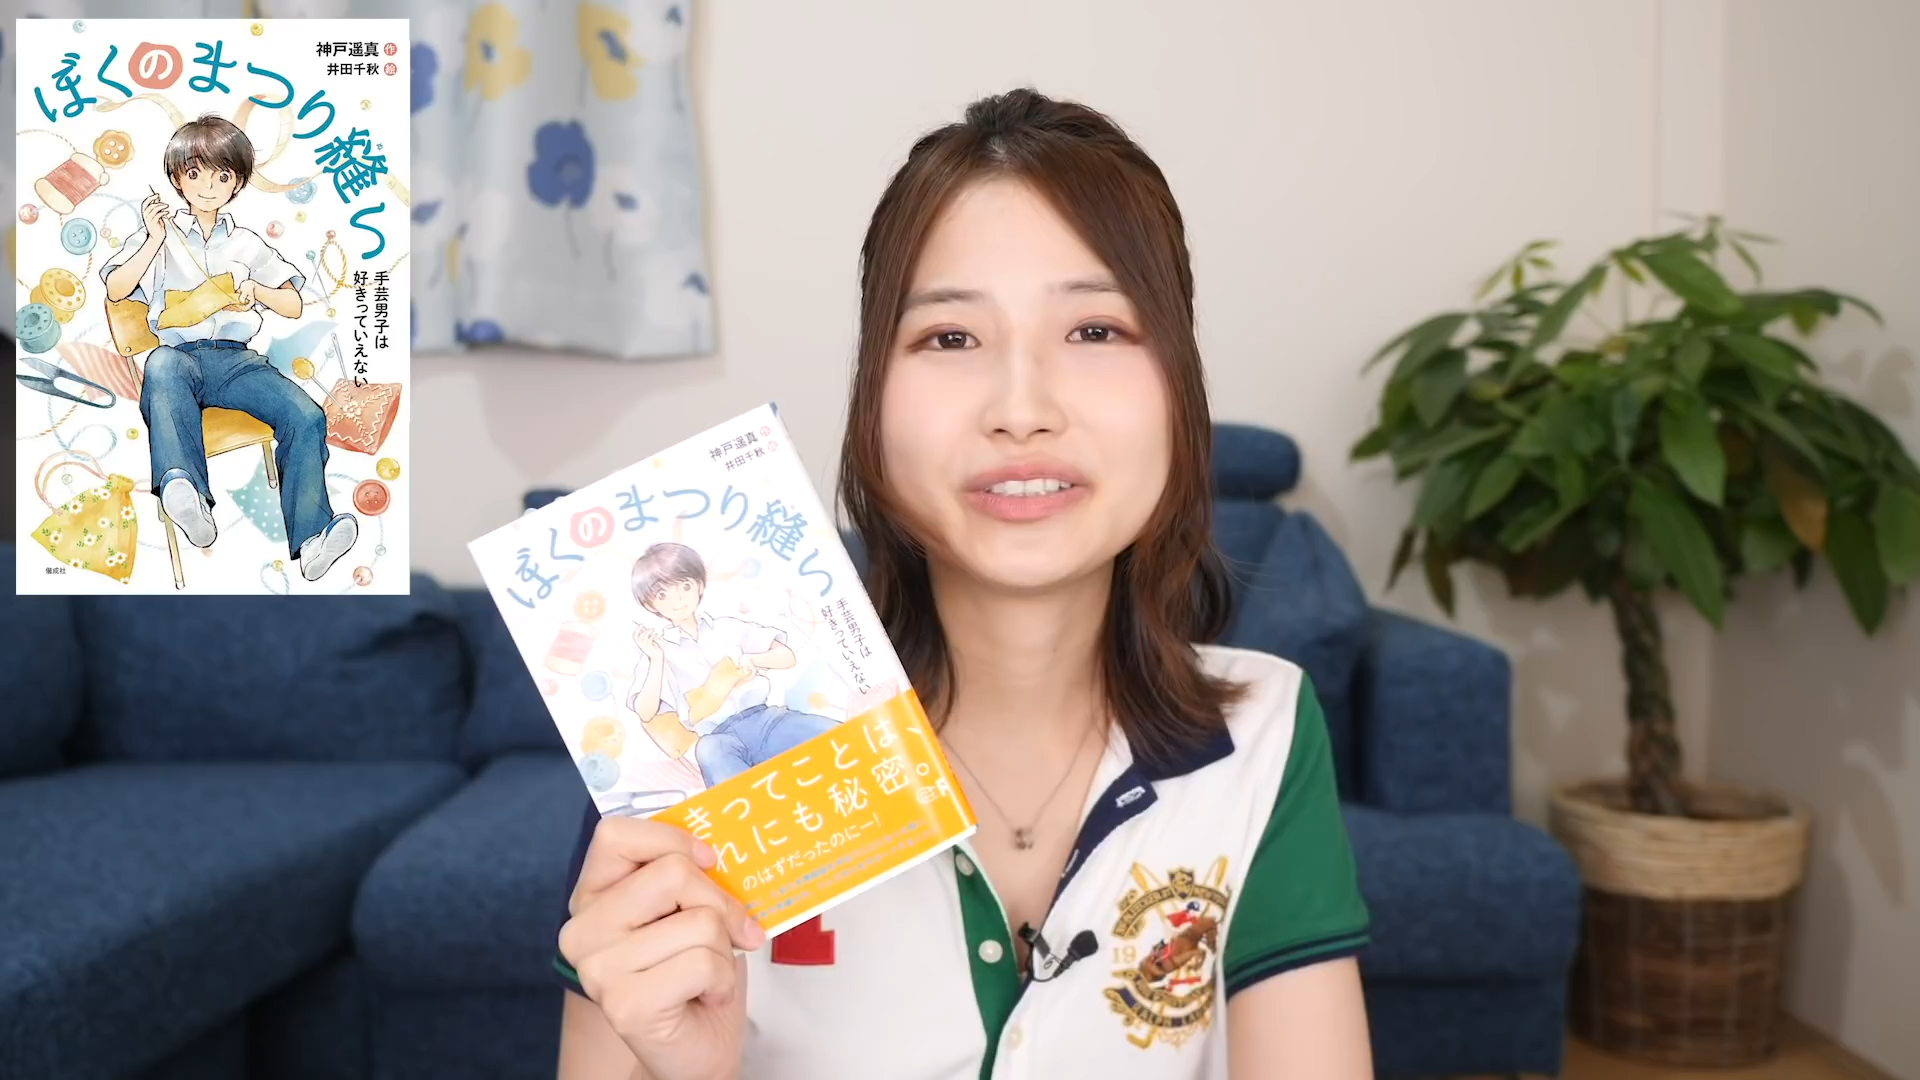 ぼくのまつり縫い
神戸遥真 作
井田千秋 絵
手芸男子は
好きっていえない
偕成社
神戸遥真 作
井田千秋 絵
ぼくのまつり縫い
手芸男子は
好きっていえない
きってことは、
れにも秘密。
のはずだったのにー!
19